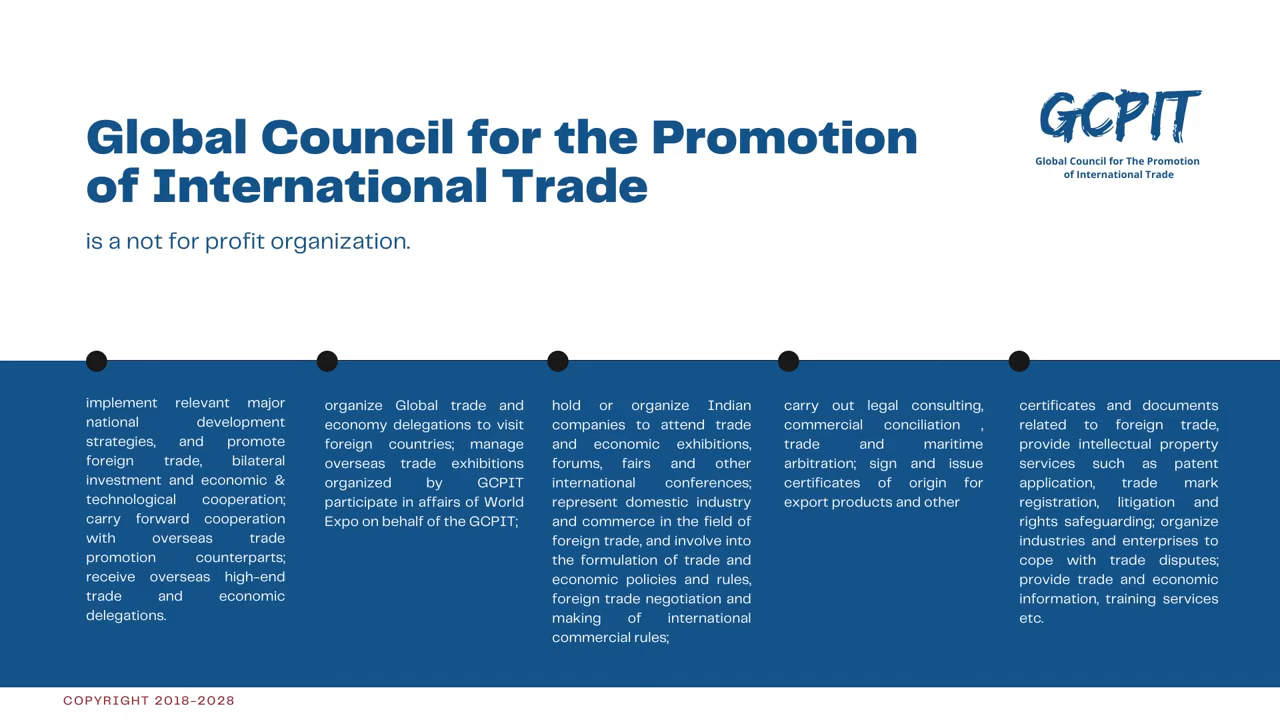 Global Council for the Promotion
of International Trade
is a not for profit organization.
GCPIT
Global Council for The Promotion
of International Trade
implement relevant major
national development
strategies, and promote
foreign trade, bilateral
investment and economic &
technological cooperation;
carry forward cooperation
with overseas trade
promotion counterparts;
receive overseas high-end
trade and economic
delegations.
organize Global trade and
economy delegations to visit
foreign countries; manage
overseas trade exhibitions
organized by GCPIT
participate in affairs of World
Expo on behalf of the GCPIT;
hold or organize Indian
companies to attend trade
and economic exhibitions,
forums, fairs and other
international conferences;
represent domestic industry
and commerce in the field of
foreign trade, and involve into
the formulation of trade and
economic policies and rules,
foreign trade negotiation and
making of international
commercial rules;
carry out legal consulting,
commercial conciliation ,
trade and maritime
arbitration; sign and issue
certificates of origin for
export products and other
certificates and documents
related to foreign trade,
provide intellectual property
services such as patent
application, trade mark
registration, litigation and
rights safeguarding; organize
industries and enterprises to
cope with trade disputes;
provide trade and economic
information, training services
etc.
COPYRIGHT 2018-2028